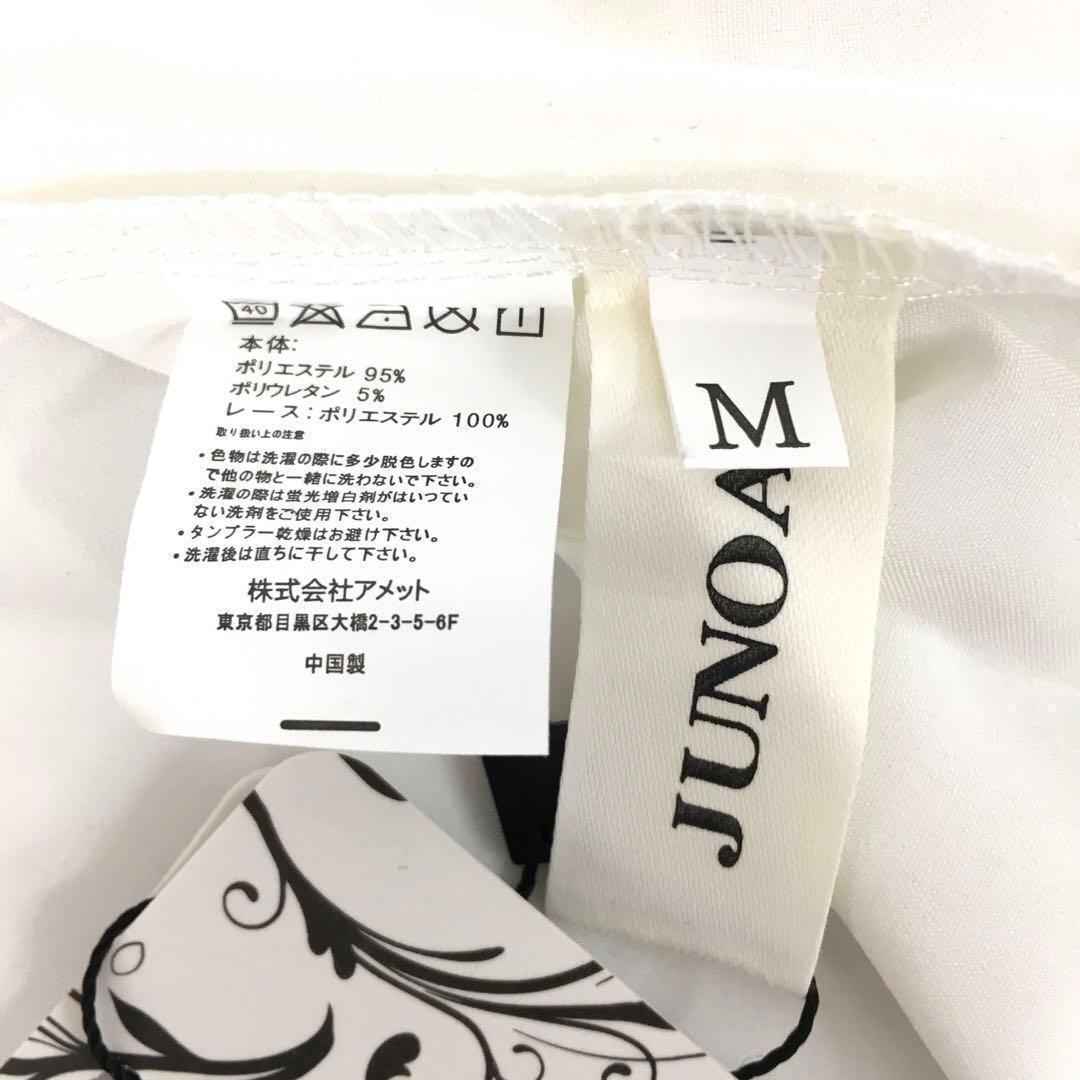 40
本体:
ポリエステル 95%
ポリウレタン 5%
レース:ポリエステル 100%
取り扱い上の注意
・色物は洗濯の際に多少脱色しますの
で他の物と一緒に洗わないで下さい。
・洗濯の際は蛍光増白剤がはいつてい
ない洗剤をご使用下さい。
・タンブラー乾燥はお避け下さい。
・洗濯後は直ちに干して下さい。
株式会社アメット
東京都目黒区大橋2-3-5-6F
中国製
M
JUNOA